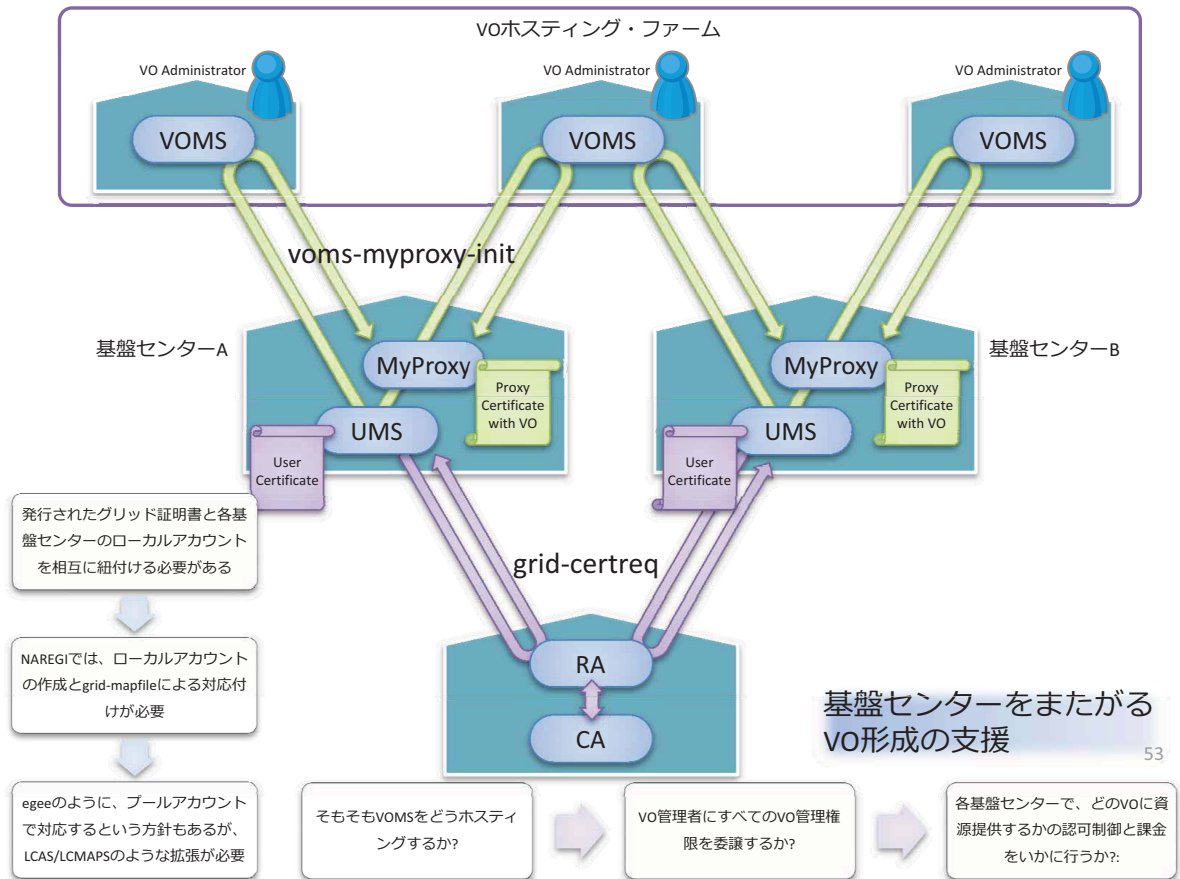 VOホスティング・ファーム
VO Administrator
VO Administrator
VO Administrator
VOMS
VOMS
VOMS
voms-myproxy-init
基盤センターA
基盤センターB
MyProxy
MyProxy
Proxy
Certificate
with VO
Proxy
Certificate
with VO
UMS
UMS
User
Certificate
User
Certificate
発行されたグリッド証明書と各基
盤センターのローカルアカウント
を相互に紐付ける必要がある
grid-certreq
NAREGIでは、ローカルアカウント
の作成とgrid-mapfileによる対応付
けが必要
RA
CA
基盤センターをまたがる
VO形成の支援
53
egeeのように、プールアカウント
で対応するという方針もあるが、
LCAS/LCMAPSのような拡張が必要
そもそもVOMSをどうホスティ
ングするか?
VO管理者にすべてのVO管理権
限を委譲するか?
各基盤センターで、どのVOに資
源提供するかの認可制御と課金
をいかに行うか?: